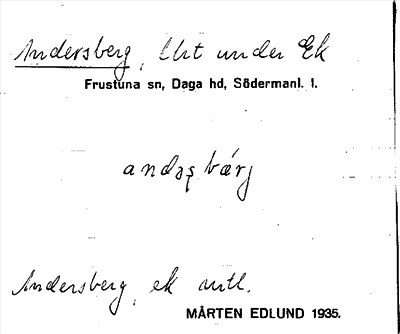 Andersberg, lht under Ek
Frustuna sn, Daga hd, Södermanl. l.
Andersberg, ek mtl.
MÅRTEN EDLUND 1935.